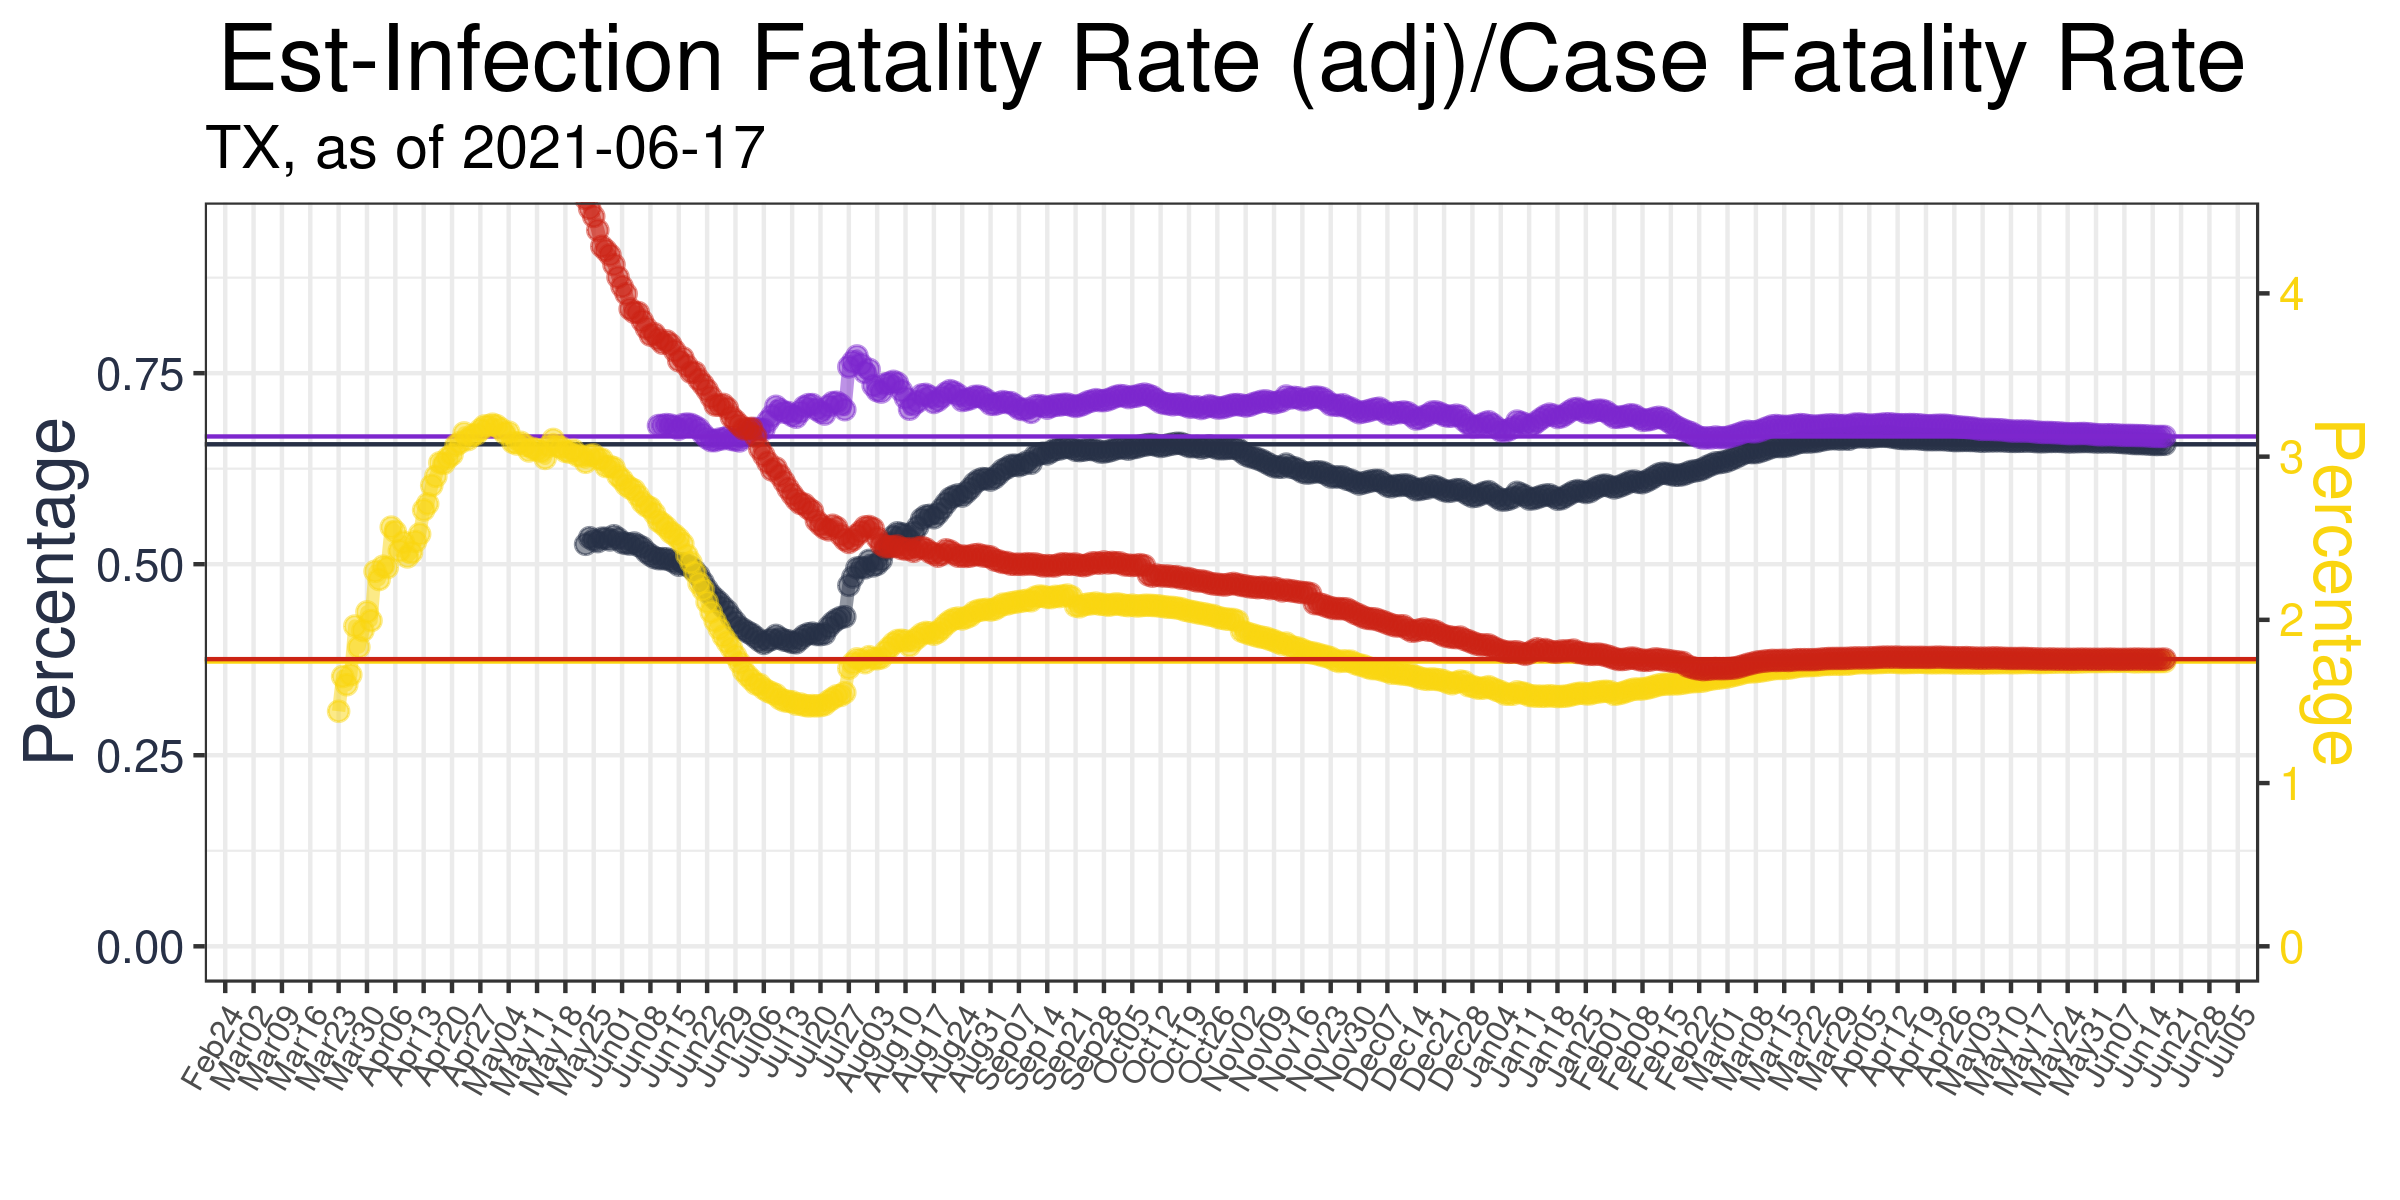 Est-Infection Fatality Rate (adj)/Case Fatality Rate
TX, as of 2021-06-17
Percentage
0.75
0.50
0.25
0.00
4
3
2
1
0
Percentage
Feb24
Mar02
Mar09
Mar16
Mar23
Mar30
Apr06
Apr13
Apr20
Apr27
May04
May11
May18
May25
Jun01
Jun08
Jun15
Jun22
Jun29
Jul06
Jul13
Jul20
Jul27
Aug03
Aug10
Aug17
Aug24
Aug31
Sep07
Sep14
Sep21
Sep28
Oct05
Oct12
Oct19
Oct26
Nov02
Nov09
Nov16
Nov23
Nov30
Dec07
Dec14
Dec21
Dec28
Jan04
Jan11
Jan18
Jan25
Feb01
Feb08
Feb15
Feb22
Mar01
Mar08
Mar15
Mar22
Mar29
Apr05
Apr12
Apr19
Apr26
May03
May10
May17
May24
May31
Jun07
Jun14
Jun21
Jun28
Jul05